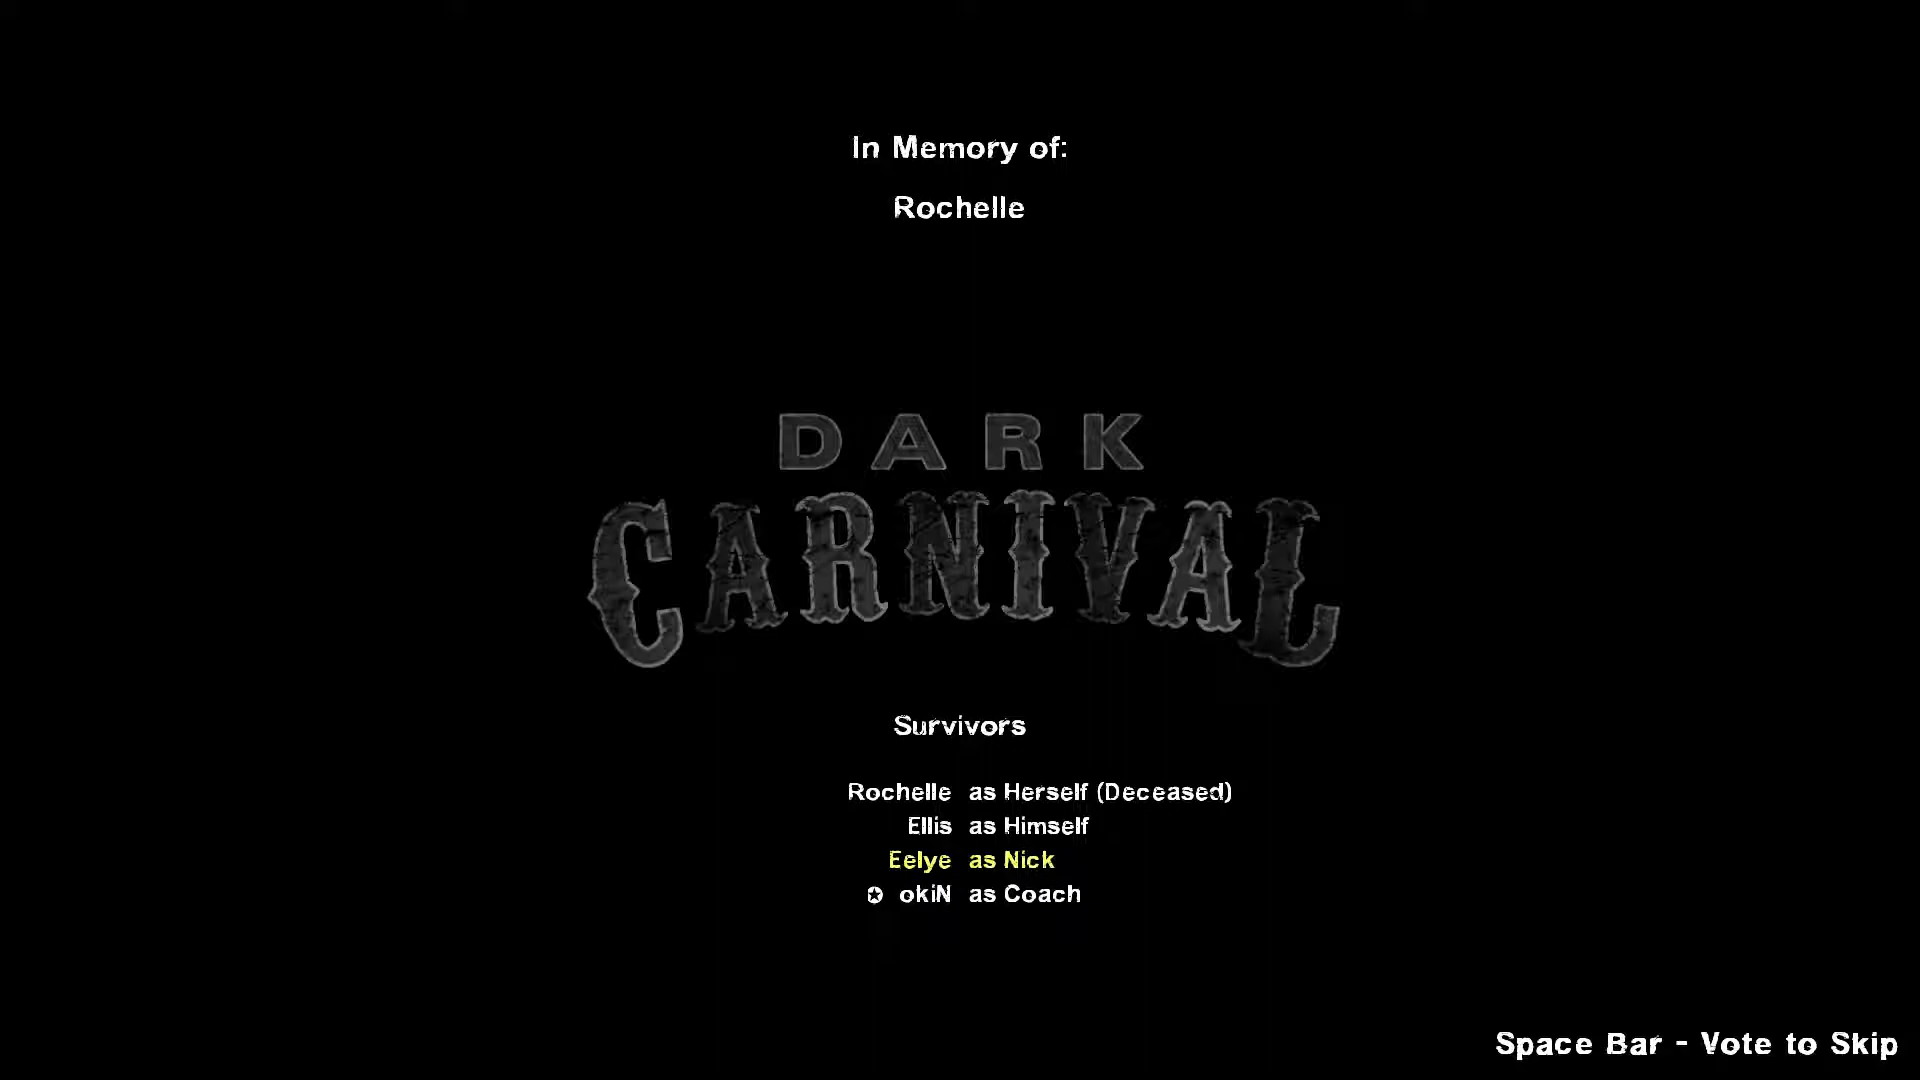 In Memory of:
Rochelle
DARK
CARNIVAL
Survivors
Rochelle as Herself (Deceased)
Ellis as Himself
Eelye as Nick
okiN as Coach
Space Bar - Vote to Skip